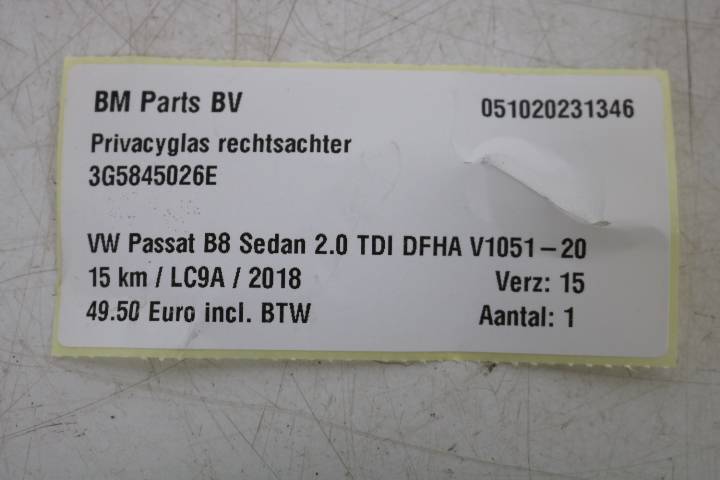 BM Parts BV 051020231346
Privacyglas rechtsachter
3G5845026E
VW Passat B8 Sedan 2.0 TDI DFHA V1051-20
15 km / LC9A / 2018 Verz: 15
49.50 Euro incl. BTW Aantal: 1